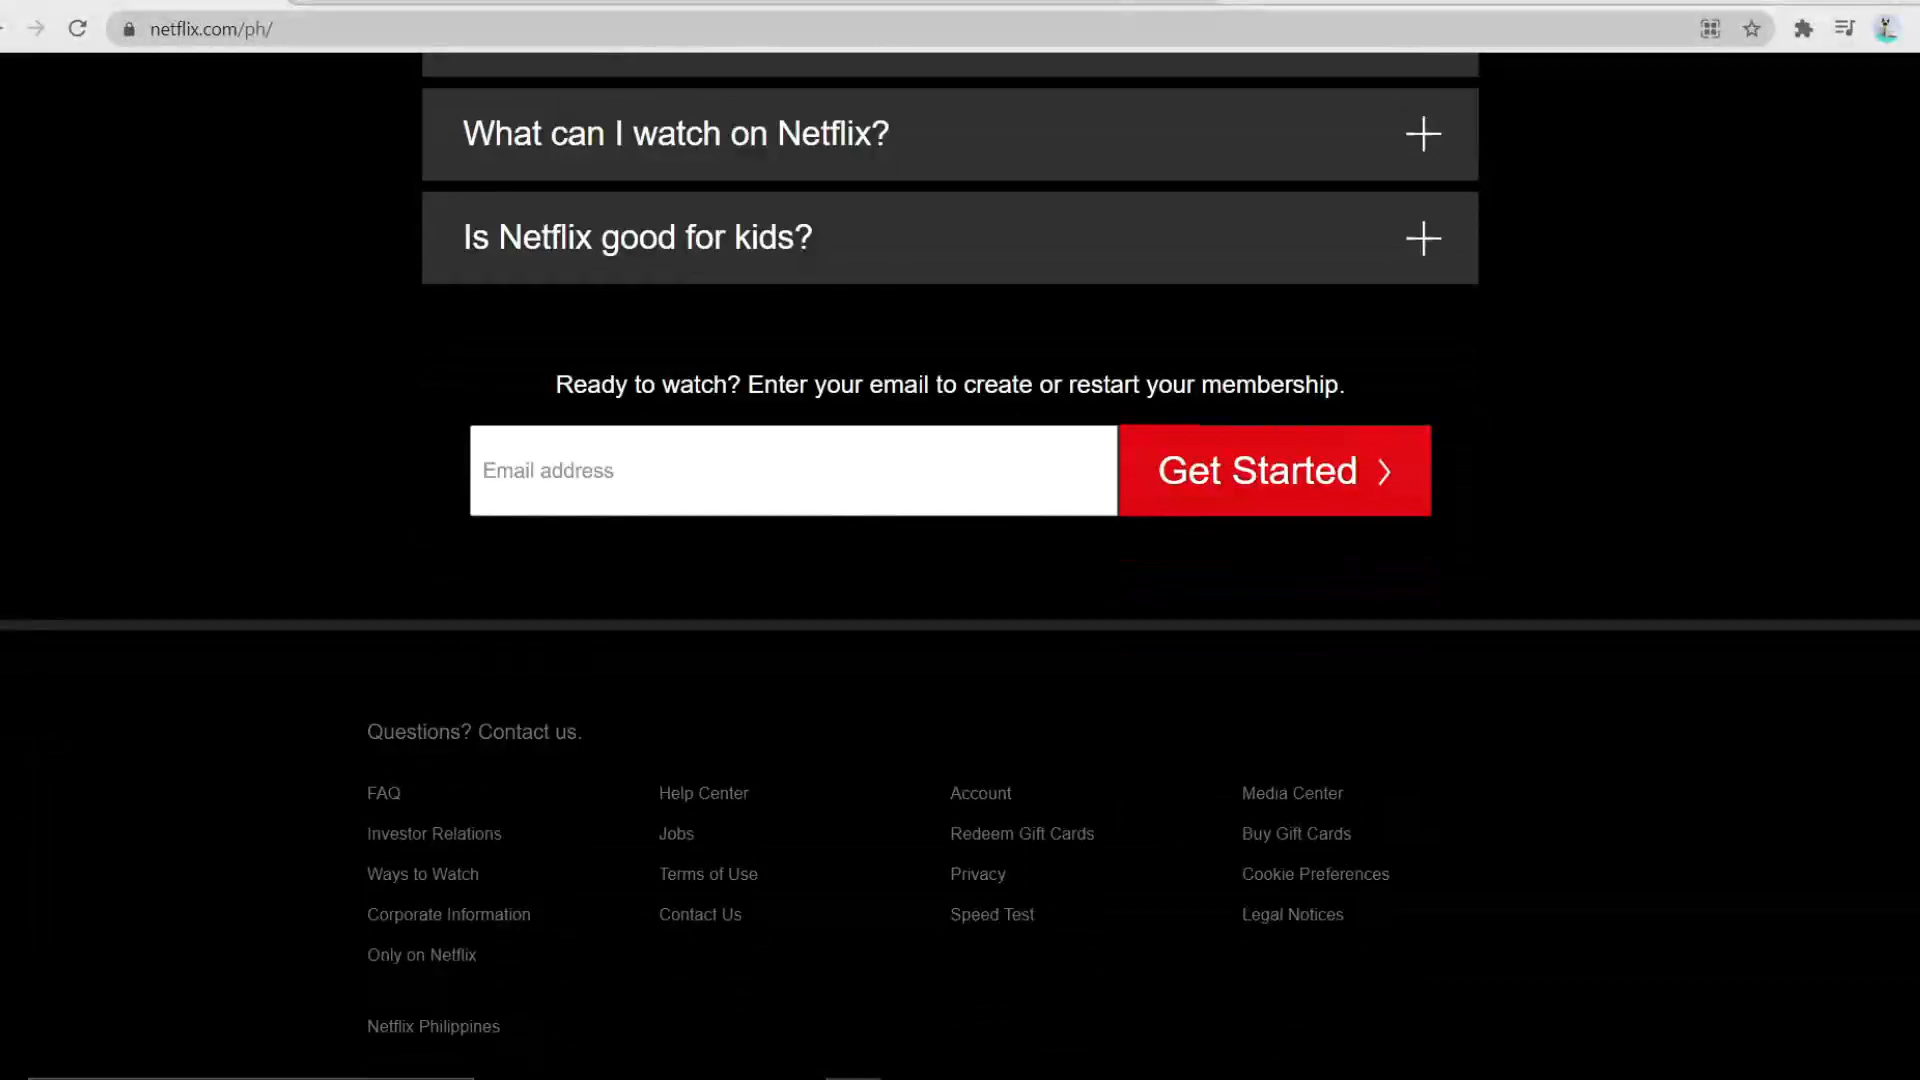 netflix.com/ph/
What can I watch on Netflix?
Is Netflix good for kids?
Ready to watch? Enter your email to create or restart your membership.
Email address
Get Started
Questions? Contact us.
FAQ
Help Center
Account
Media Center
Investor Relations
Jobs
Redeem Gift Cards
Buy Gift Cards
Ways to Watch
Terms of Use
Privacy
Cookie Preferences
Corporate Information
Contact Us
Speed Test
Legal Notices
Only on Netflix
Netflix Philippines